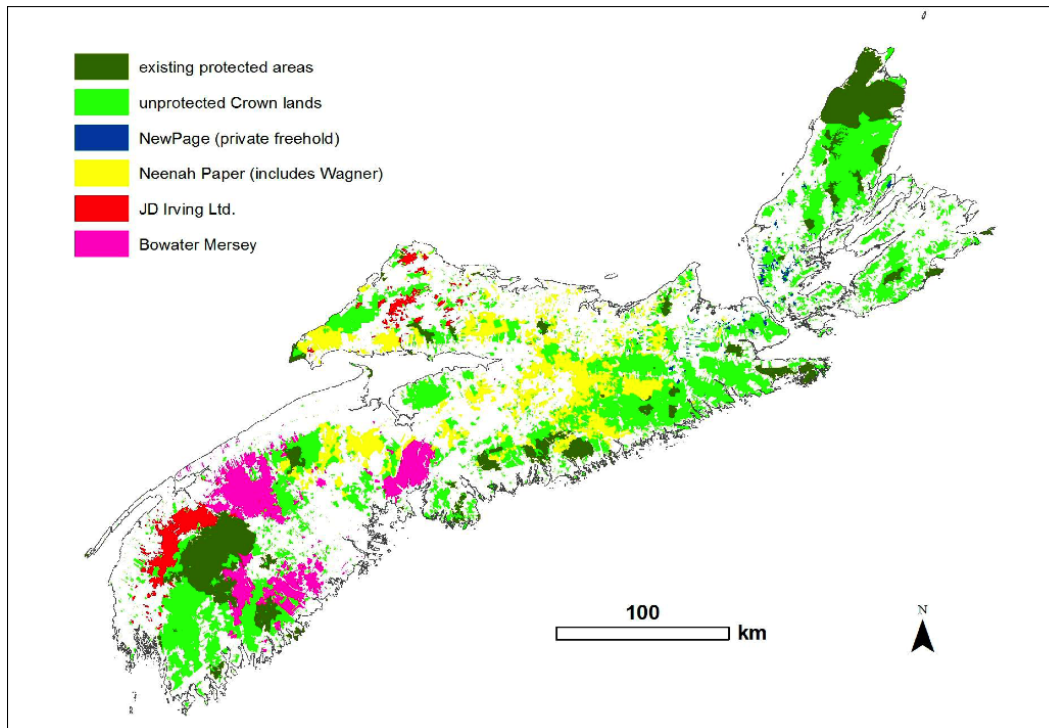 existing protected areas
unprotected Crown lands
NewPage (private freehold)
Neenah Paper (includes Wagner)
JD Irving Ltd.
Bowater Mersey
100
km
N